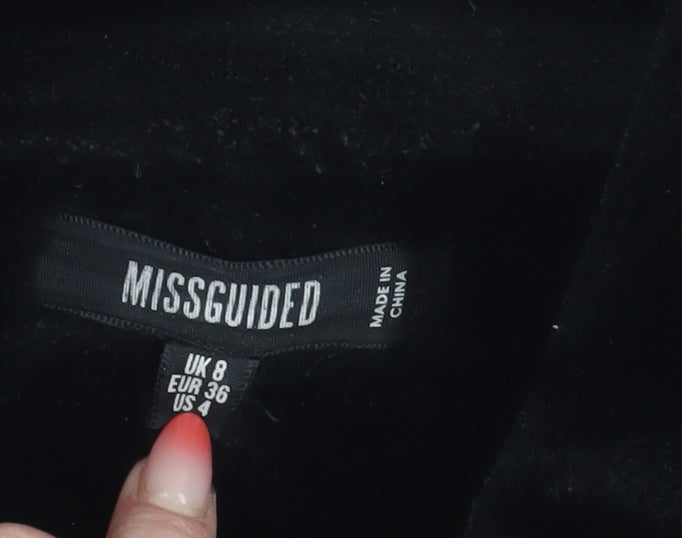 MISSGUIDED
MADE IN
CHINA
UK 8
EUR 36
US 4